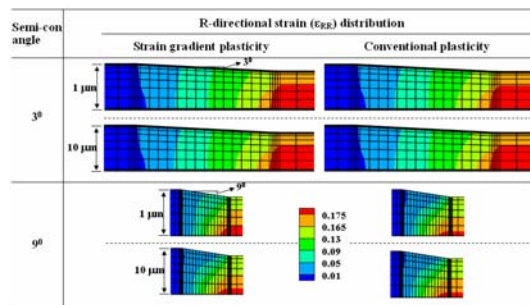 Semi-con angle
R-directional strain (εRR) distribution
Strain gradient plasticity
Conventional plasticity
3⁰
3⁰
1 μm
10 μm
9⁰
9⁰
1 μm
10 μm
0.175
0.165
0.13
0.09
0.05
0.01